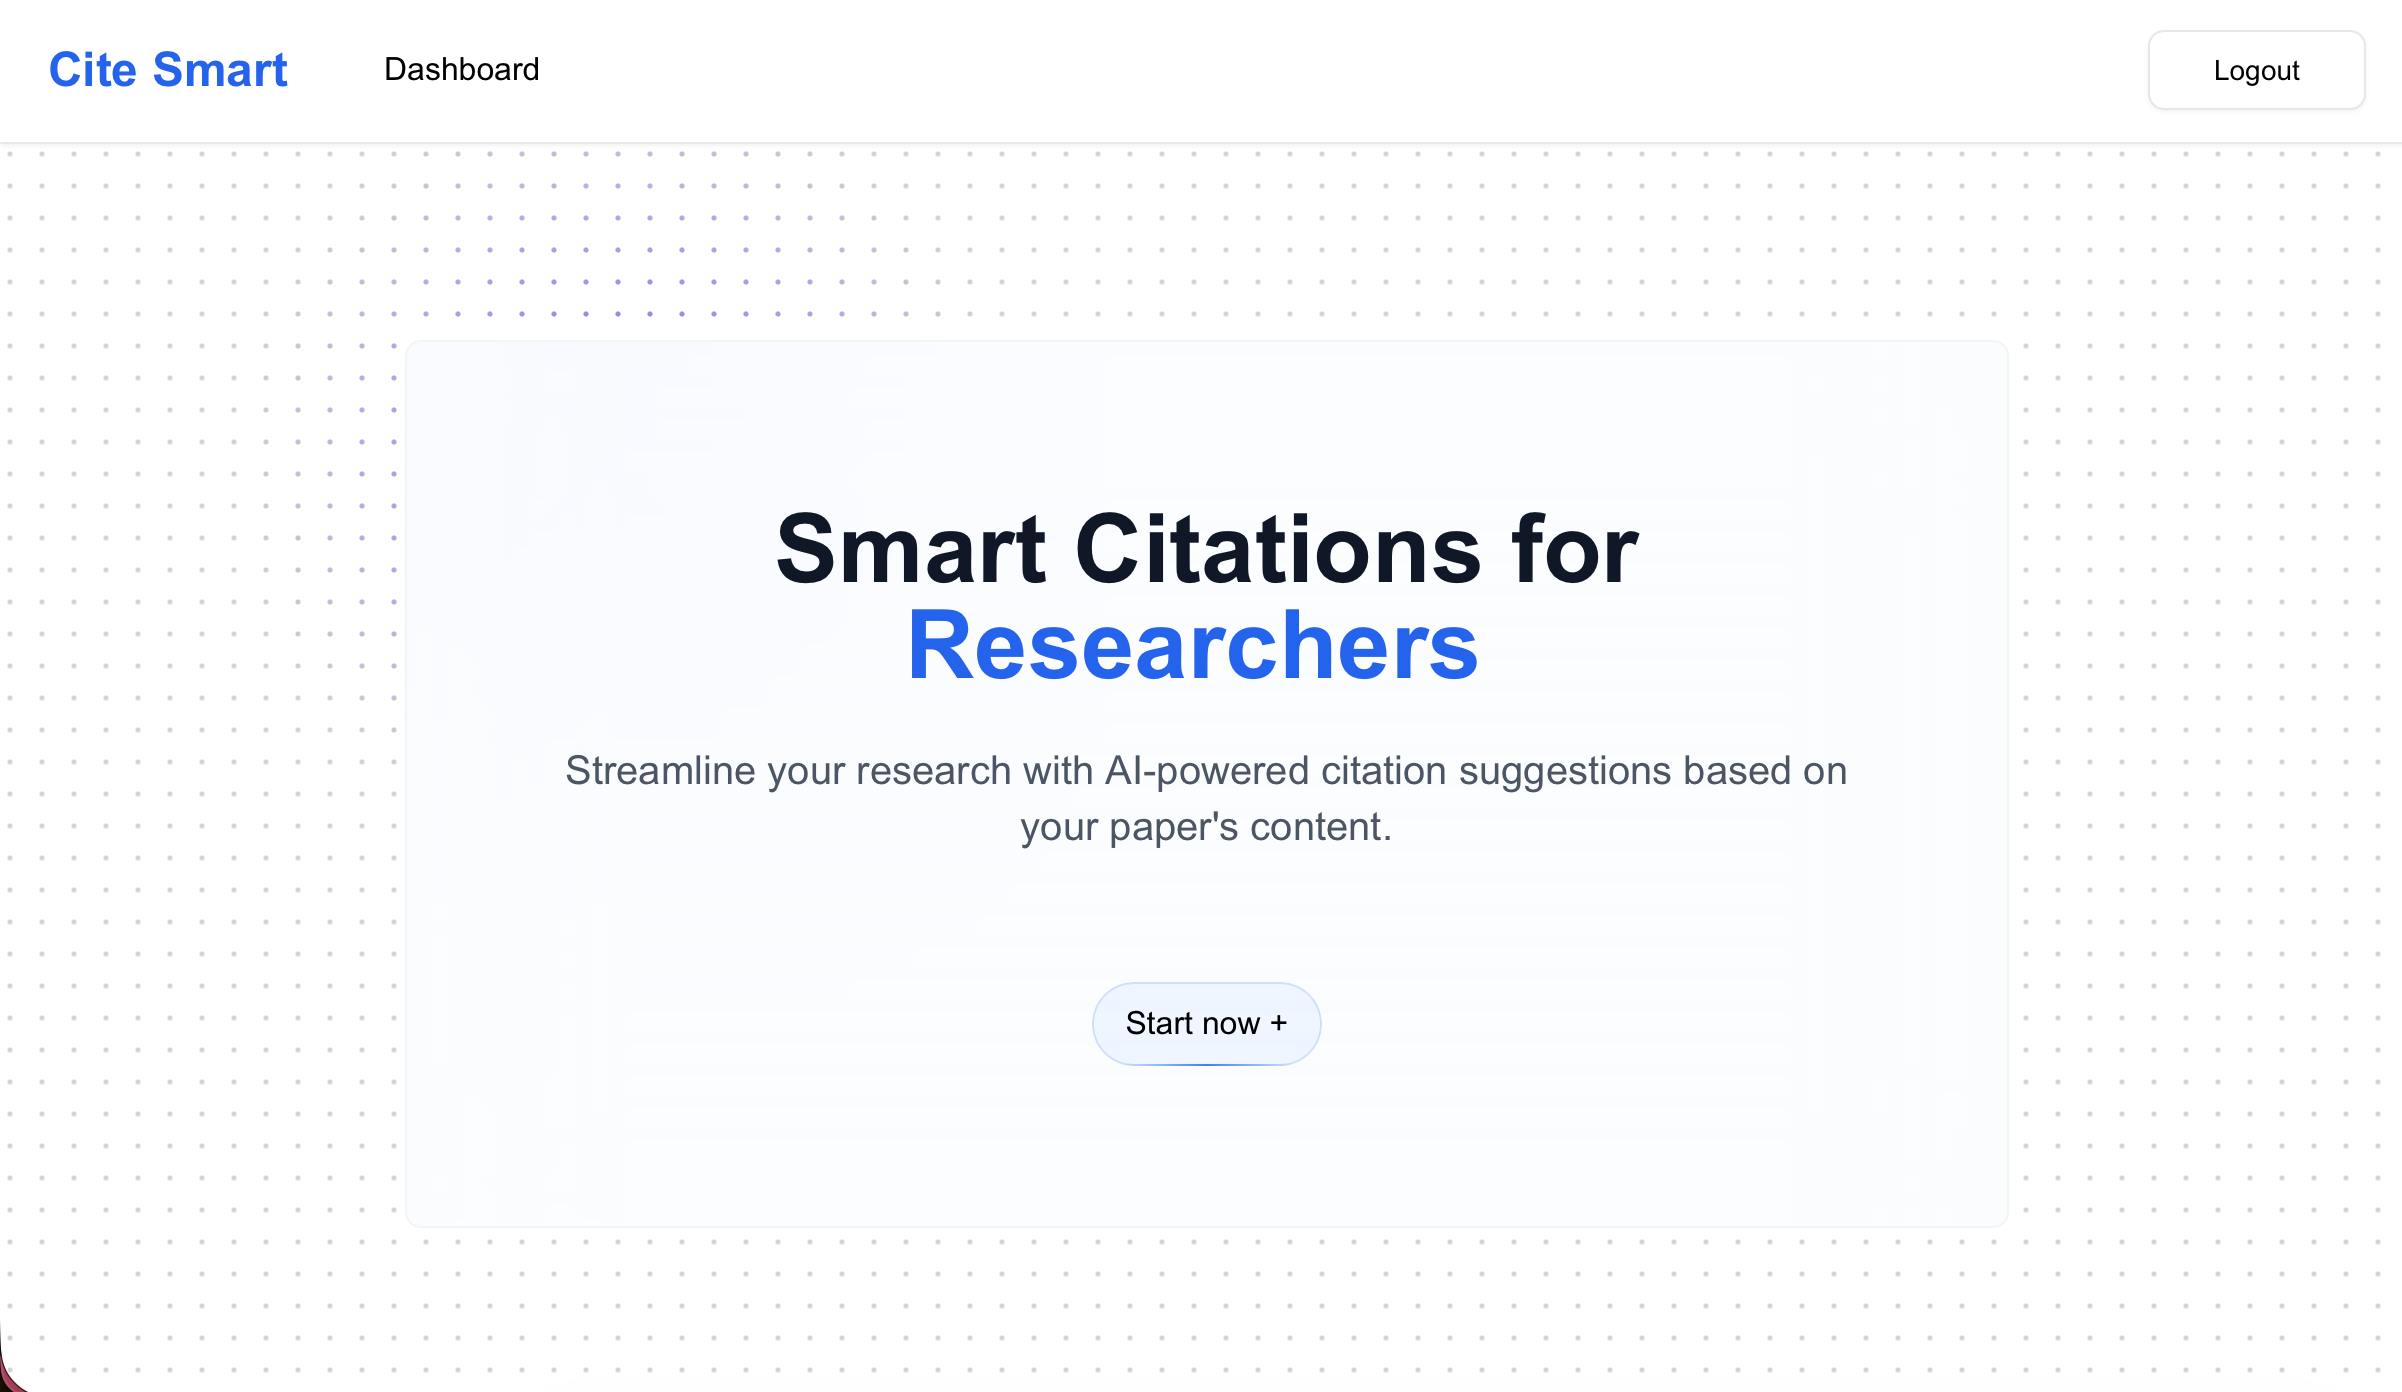 Cite Smart
Dashboard
Logout
Smart Citations for
Researchers
Streamline your research with AI-powered citation suggestions based on
your paper's content.
Start now +